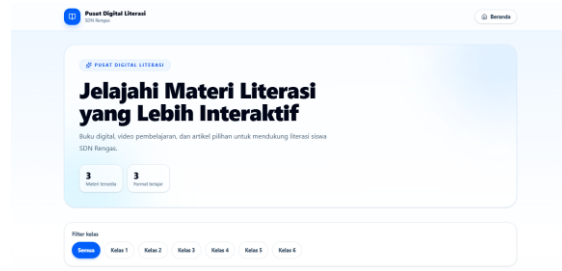 Pusat Digital Literasi
SDN Rengas
Beranda
PUSAT DIGITAL LITERASI
Jelajahi Materi Literasi
yang Lebih Interaktif
Buku digital, video pembelajaran, dan artikel pilihan untuk mendukung literasi siswa
SDN Rengas.
3
Materi tersedia
3
Format belajar
Filter kelas
Semua Kelas 1 Kelas 2 Kelas 3 Kelas 4 Kelas 5 Kelas 6